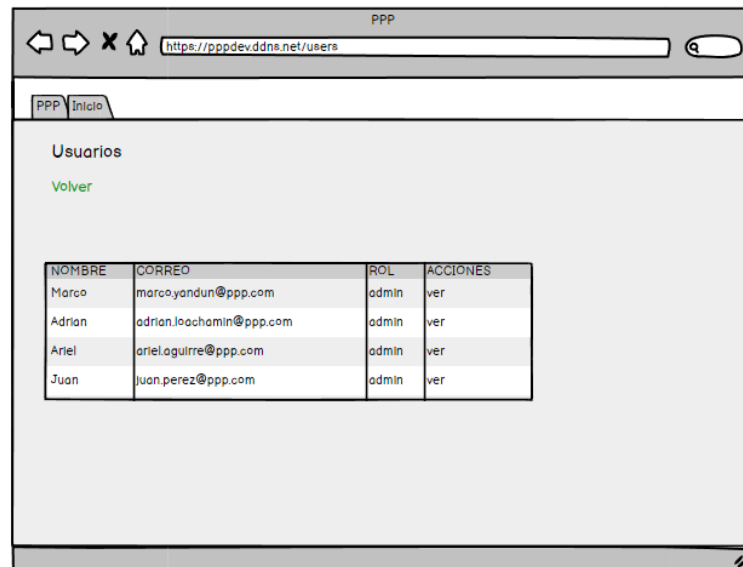 PPP
https://pppdev.ddns.net/users
PPP Inicio
Usuarios
Volver
NOMBRE CORREO ROL ACCIONES
Marco marco.yandun@ppp.com admin ver
Adrian adrian.loachamin@ppp.com admin ver
Ariel ariel.aguirre@ppp.com admin ver
Juan juan.perez@ppp.com admin ver